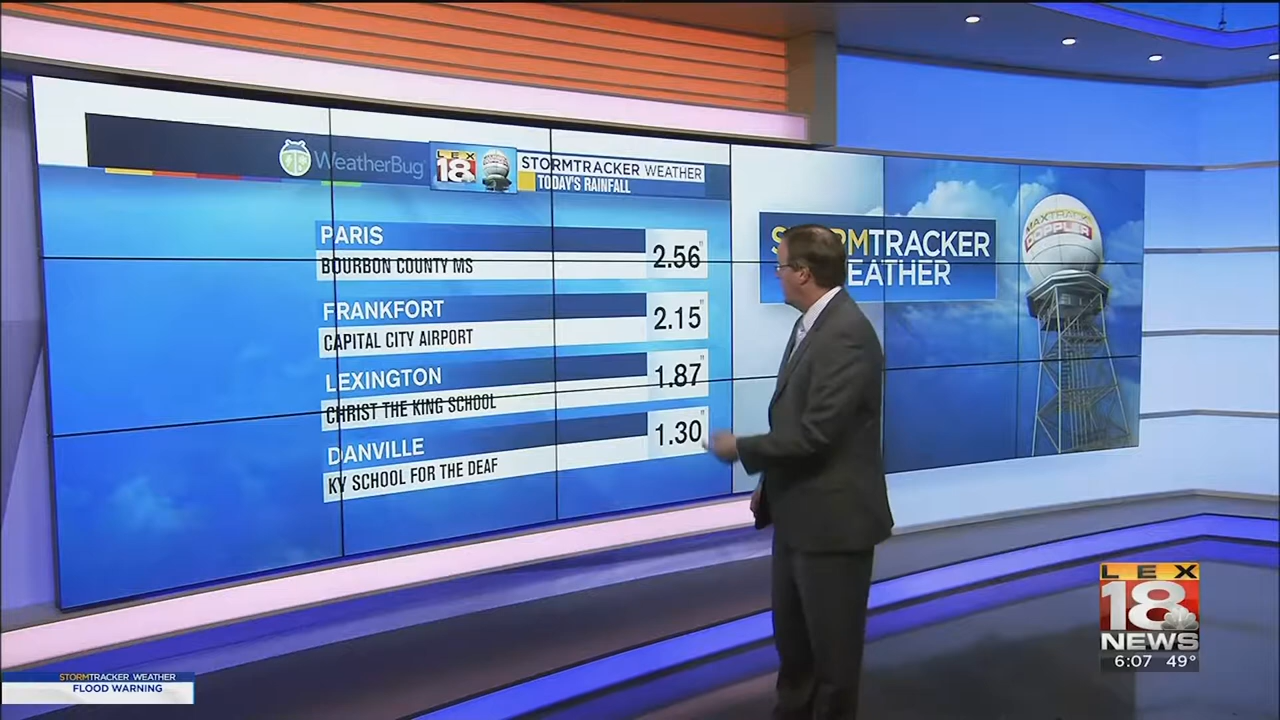 WeatherBug
LEX
18
STORMTRACKER WEATHER
TODAY'S RAINFALL
PARIS
BOURBON COUNTY MS
2.56"
FRANKFORT
CAPITAL CITY AIRPORT
2.15"
LEXINGTON
CHRIST THE KING SCHOOL
1.87"
DANVILLE
KY SCHOOL FOR THE DEAF
1.30"
MAXTRACK
DOPPLER
LEX
18
NEWS
6:07 49°
STORMTRACKER WEATHER
FLOOD WARNING